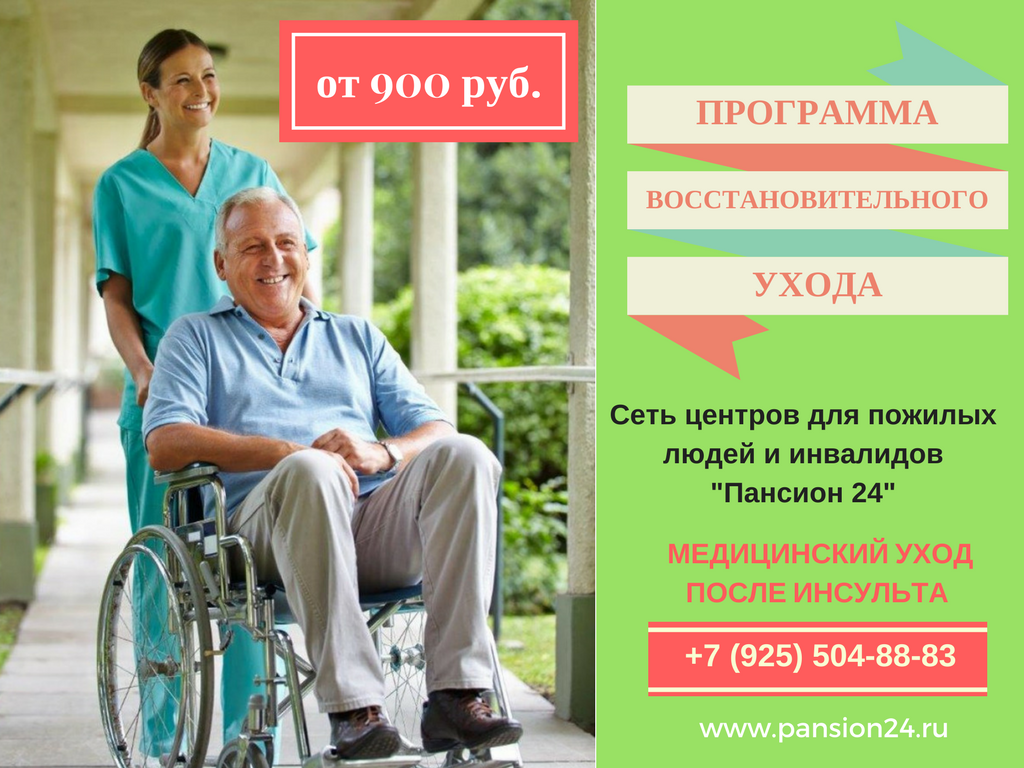 от 900 руб.
ПРОГРАММА
ВОССТАНОВИТЕЛЬНОГО
УХОДА
Сеть центров для пожилых
людей и инвалидов
"Пансион 24"
МЕДИЦИНСКИЙ УХОД
ПОСЛЕ ИНСУЛЬТА
+7 (925) 504-88-83
www.pansion24.ru